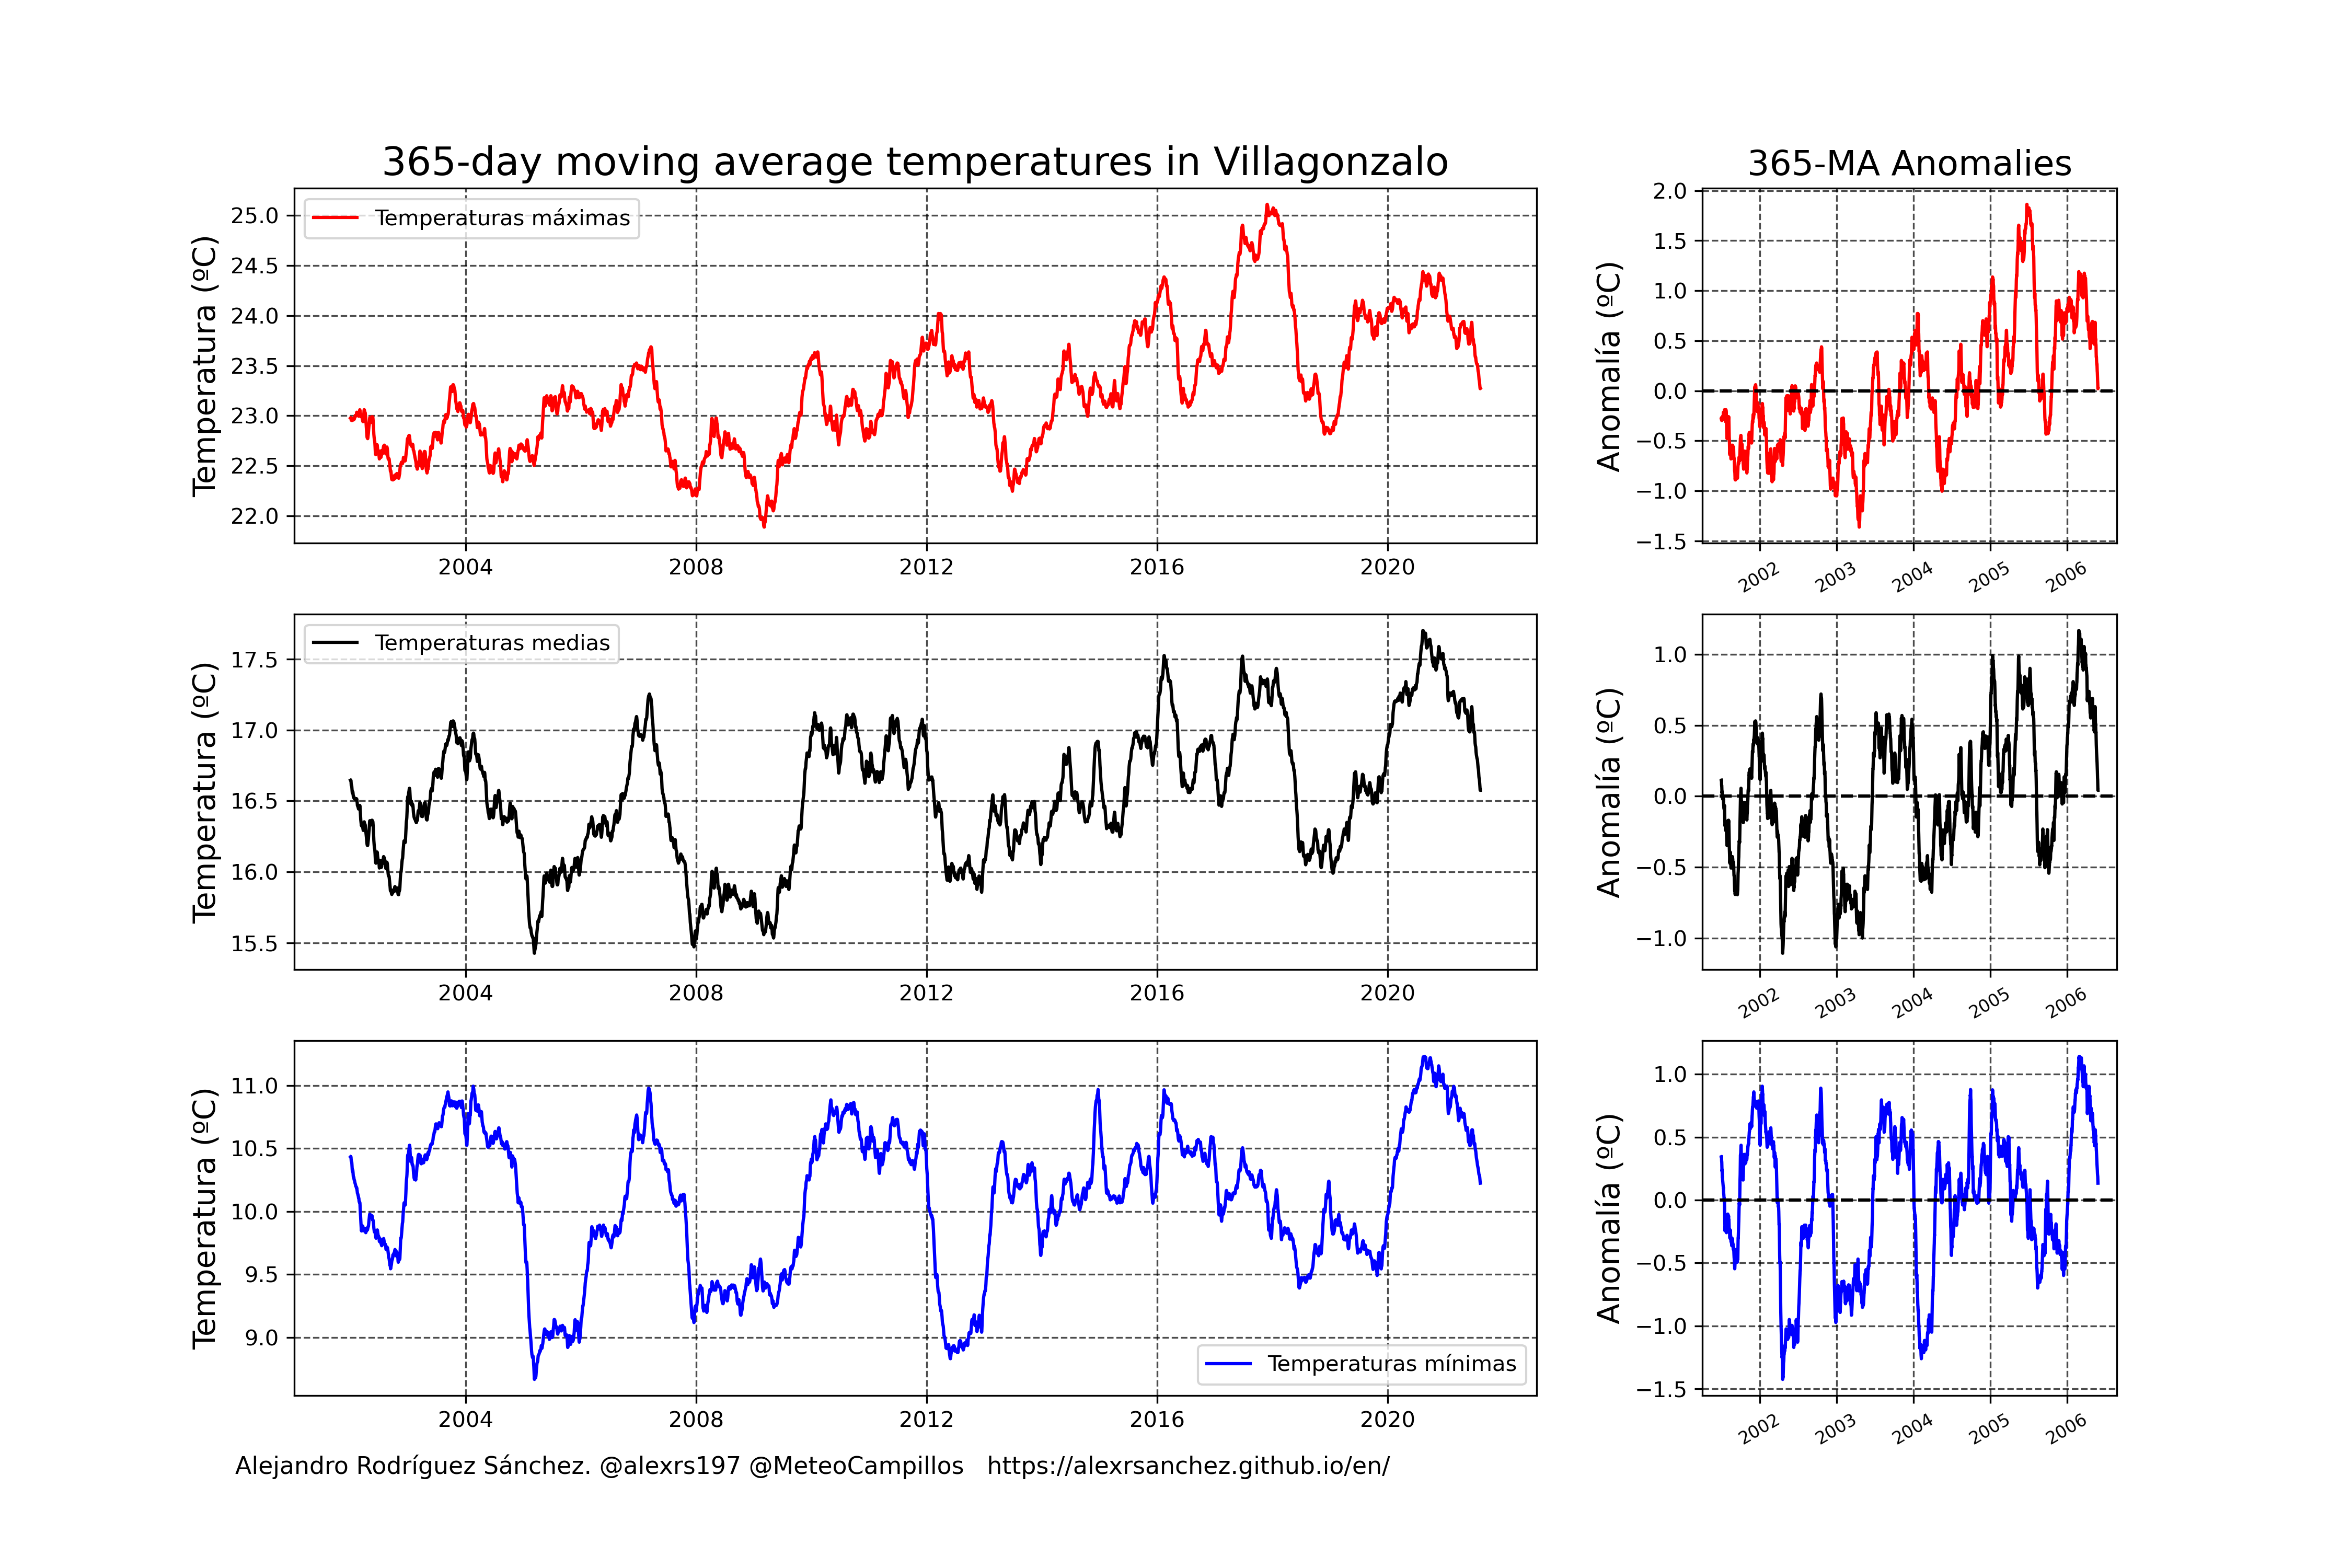 365-day moving average temperatures in Villagonzalo
365-MA Anomalies
Temperatura (ºC)
25.0
24.5
24.0
23.5
23.0
22.5
22.0
Temperaturas máximas
2004 2008 2012 2016 2020
Anomalía (ºC)
2.0
1.5
1.0
0.5
0.0
−0.5
−1.0
−1.5
2002 2003 2004 2005 2006
Temperatura (ºC)
17.5
17.0
16.5
16.0
15.5
Temperaturas medias
2004 2008 2012 2016 2020
Anomalía (ºC)
1.0
0.5
0.0
−0.5
−1.0
2002 2003 2004 2005 2006
Temperatura (ºC)
11.0
10.5
10.0
9.5
9.0
Temperaturas mínimas
2004 2008 2012 2016 2020
Anomalía (ºC)
1.0
0.5
0.0
−0.5
−1.0
−1.5
2002 2003 2004 2005 2006
Alejandro Rodríguez Sánchez. @alexrs197 @MeteoCampillos   https://alexrsanchez.github.io/en/